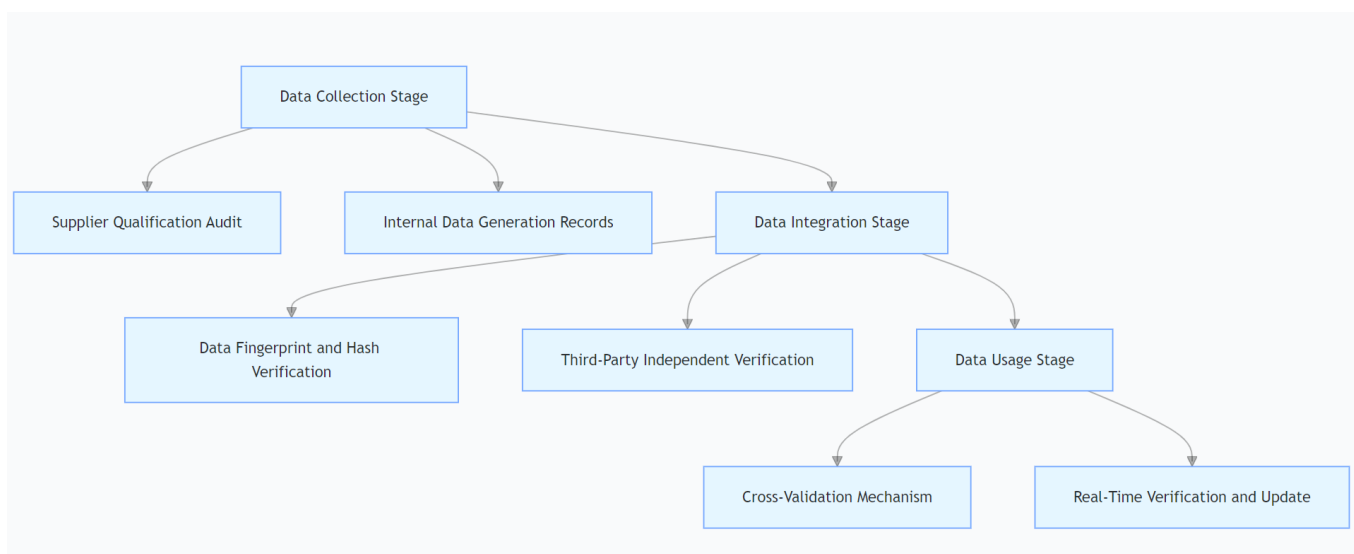 Data Collection Stage
Supplier Qualification Audit
Internal Data Generation Records
Data Integration Stage
Data Fingerprint and Hash
Verification
Third-Party Independent Verification
Data Usage Stage
Cross-Validation Mechanism
Real-Time Verification and Update